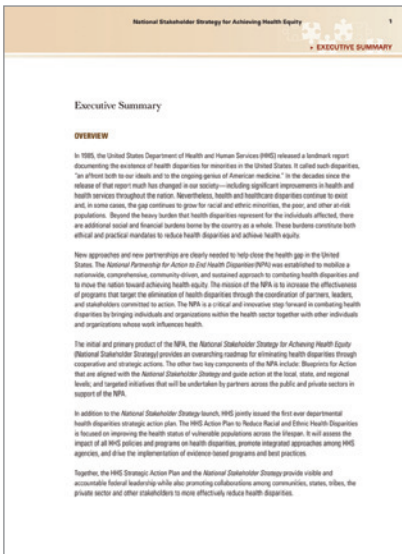 National Stakeholder Strategy for Achieving Health Equity 1
▸ EXECUTIVE SUMMARY
Executive Summary
OVERVIEW
In 1985, the United States Department of Health and Human Services (HHS) released a landmark report
documenting the existence of health disparities for minorities in the United States. It called such disparities,
"an affront both to our ideals and to the ongoing genius of American medicine." In the decades since the
release of that report much has changed in our society—including significant improvements in health and
health services throughout the nation. Nevertheless, health and healthcare disparities continue to exist
and, in some cases, the gap continues to grow for racial and ethnic minorities, the poor, and other at-risk
populations. Beyond the heavy burden that health disparities represent for the individuals affected, there
are additional social and financial burdens borne by the country as a whole. These burdens constitute both
ethical and practical mandates to reduce health disparities and achieve health equity.
New approaches and new partnerships are clearly needed to help close the health gap in the United
States. The National Partnership for Action to End Health Disparities (NPA) was established to mobilize a
nationwide, comprehensive, community-driven, and sustained approach to combating health disparities and
to move the nation toward achieving health equity. The mission of the NPA is to increase the effectiveness
of programs that target the elimination of health disparities through the coordination of partners, leaders,
and stakeholders committed to action. The NPA is a critical and innovative step forward in combating health
disparities by bringing individuals and organizations within the health sector together with other individuals
and organizations whose work influences health.
The initial and primary product of the NPA, the National Stakeholder Strategy for Achieving Health Equity
(National Stakeholder Strategy) provides an overarching roadmap for eliminating health disparities through
cooperative and strategic actions. The other two key components of the NPA include: Blueprints for Action
that are aligned with the National Stakeholder Strategy and guide action at the local, state, and regional
levels; and targeted initiatives that will be undertaken by partners across the public and private sectors in
support of the NPA.
In addition to the National Stakeholder Strategy launch, HHS jointly issued the first ever departmental
health disparities strategic action plan. The HHS Action Plan to Reduce Racial and Ethnic Health Disparities
is focused on improving the health status of vulnerable populations across the lifespan. It will assess the
impact of all HHS policies and programs on health disparities, promote integrated approaches among HHS
agencies, and drive the implementation of evidence-based programs and best practices.
Together, the HHS Strategic Action Plan and the National Stakeholder Strategy provide visible and
accountable federal leadership while also promoting collaborations among communities, states, tribes, the
private sector and other stakeholders to more effectively reduce health disparities.